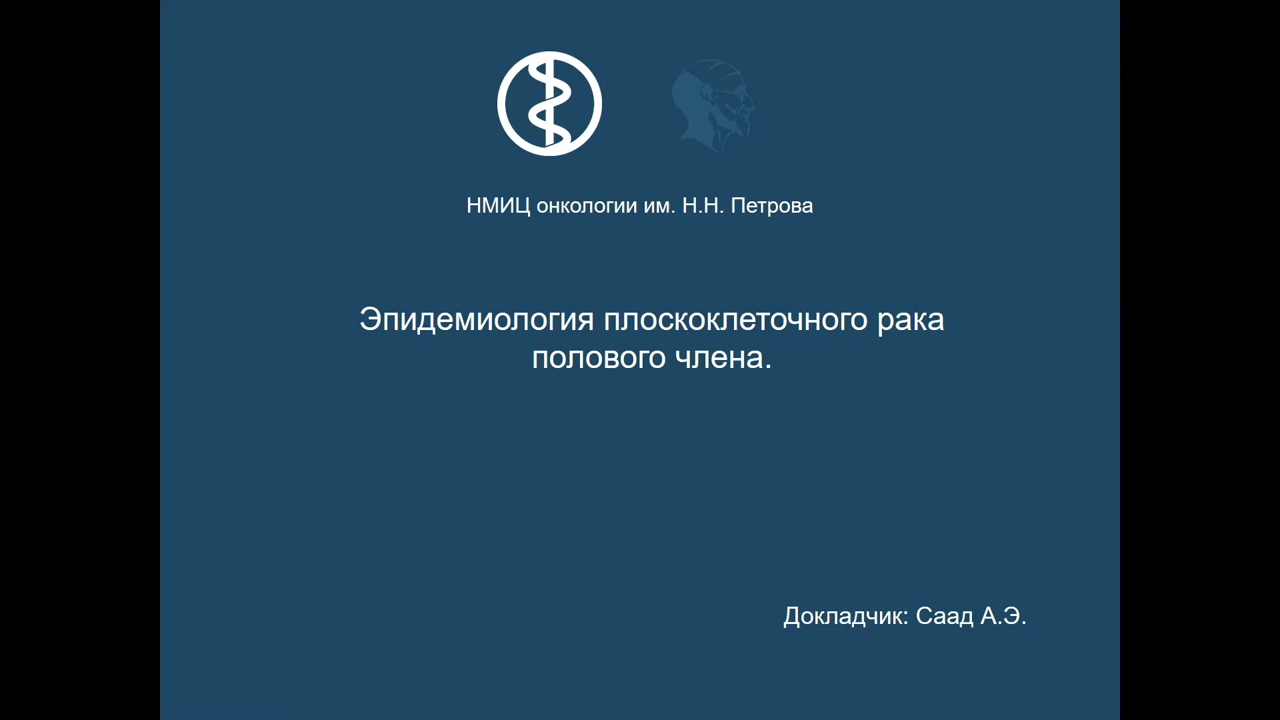 НМИЦ онкологии им. Н.Н. Петрова
Эпидемиология плоскоклеточного рака
полового члена.
Докладчик: Саад А.Э.